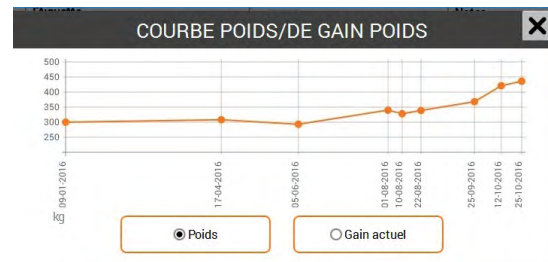 Etiquette
Notes
COURBE POIDS/DE GAIN POIDS
X
500
450
400
350
300
250
09-01-2016
17-04-2016
05-06-2016
01-08-2016
10-08-2016
22-08-2016
25-09-2016
12-10-2016
25-10-2016
kg
Poids
Gain actuel